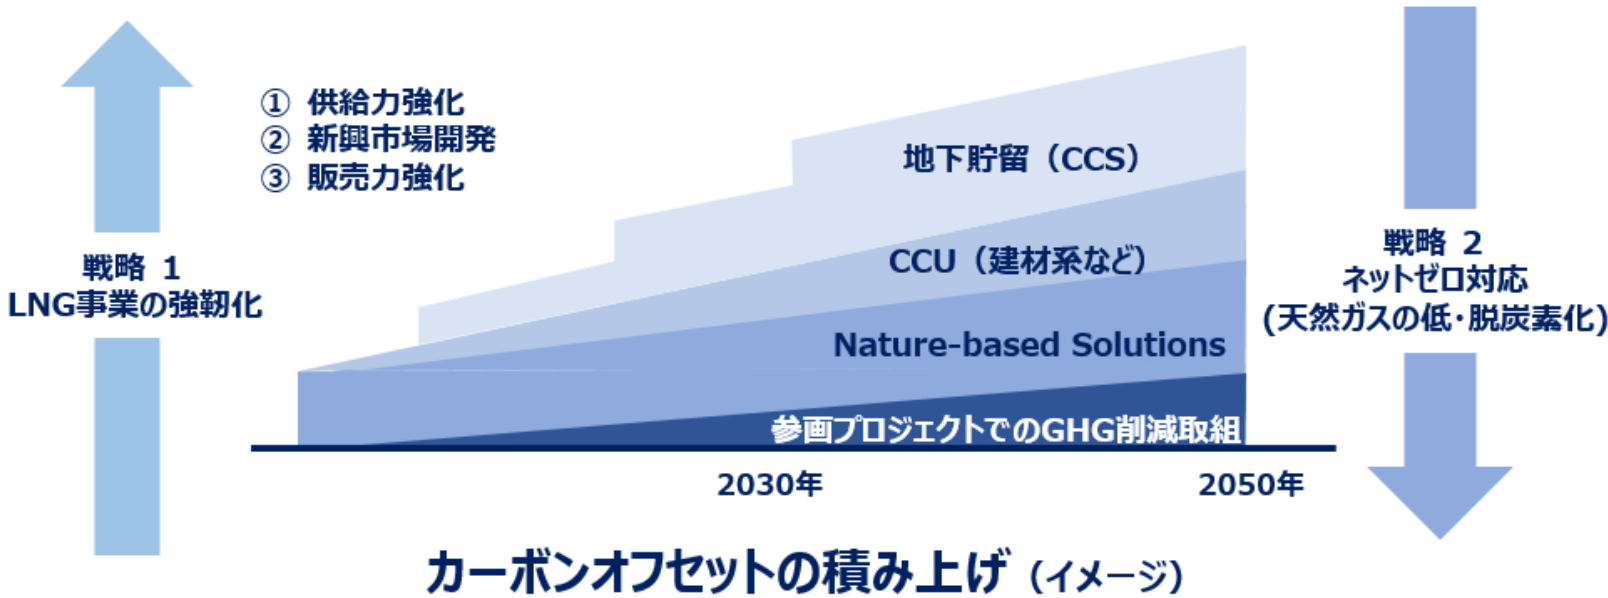 ① 供給力強化
② 新興市場開発
③ 販売力強化
戦略 1
LNG事業の強靭化
地下貯留（CCS）
CCU（建材系など）
Nature-based Solutions
参画プロジェクトでのGHG削減取組
2030年
2050年
戦略 2
ネットゼロ対応
(天然ガスの低・脱炭素化)
カーボンオフセットの積み上げ（イメージ）